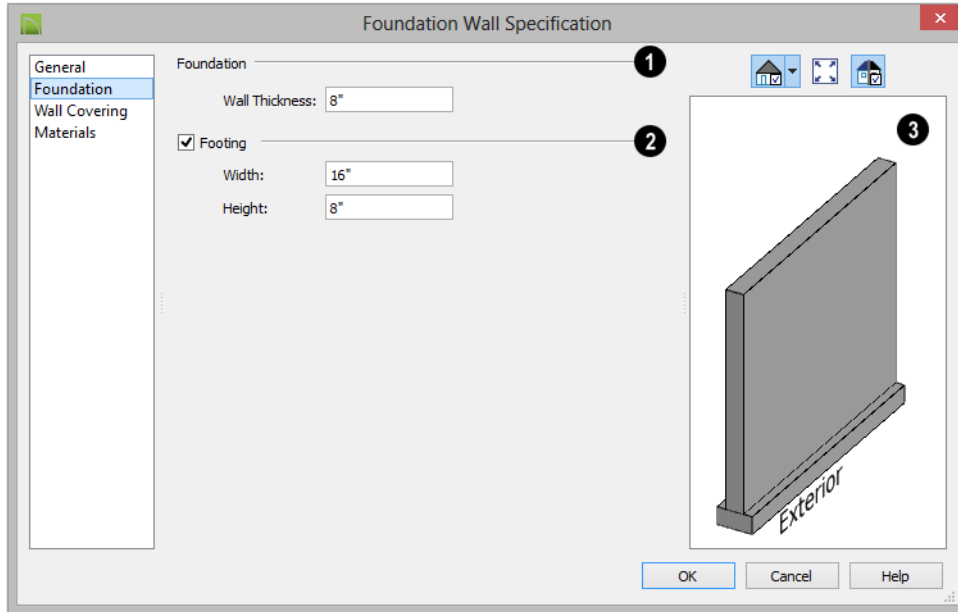 Foundation Wall Specification
General
Foundation
Wall Covering
Materials
Foundation 1
Wall Thickness: 8"
Footing 2
Width: 16"
Height: 8"
3
Exterior
OK Cancel Help